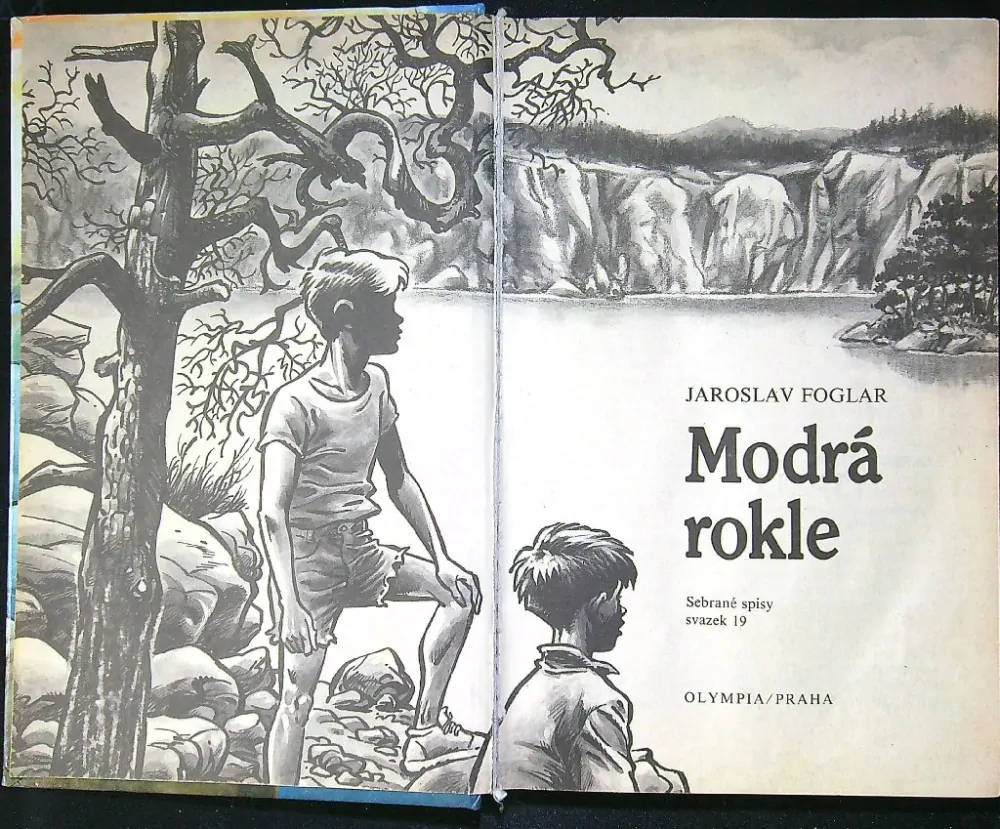 JAROSLAV FOGLAR
Modrá
rokle
Sebrané spisy
svazek 19
OLYMPIA/PRAHA